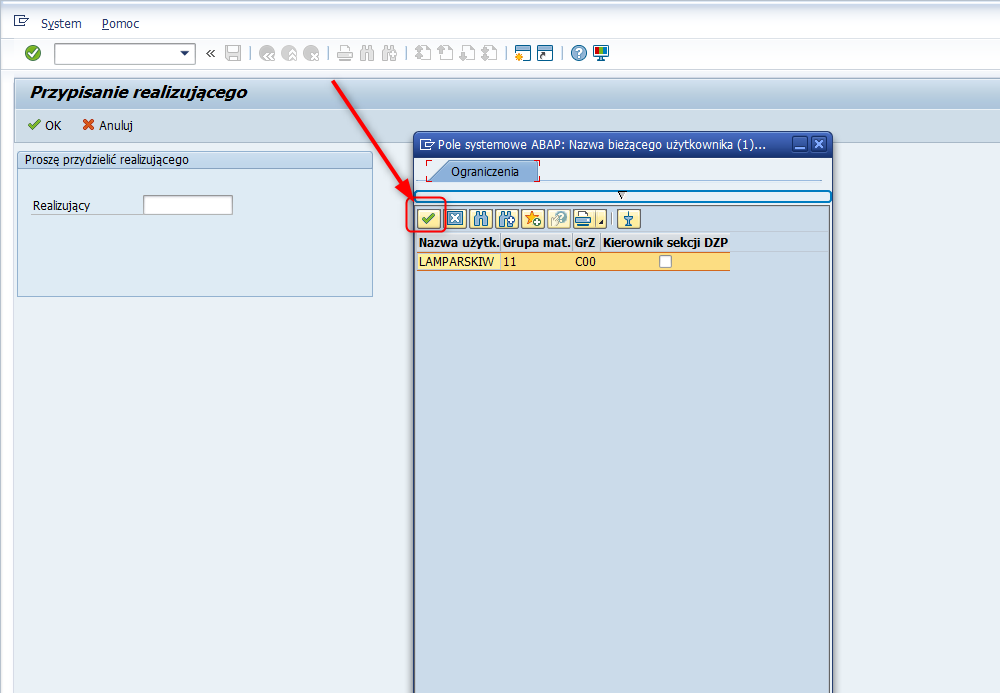 System Pomoc
Przypisanie realizującego
OK Anuluj
Proszę przydzielić realizującego
Realizujący
Pole systemowe ABAP: Nazwa bieżącego użytkownika (1)...
Ograniczenia
Nazwa użytk. Grupa mat. GrZ Kierownik sekcji DZP
LAMPARSKIW 11 C00